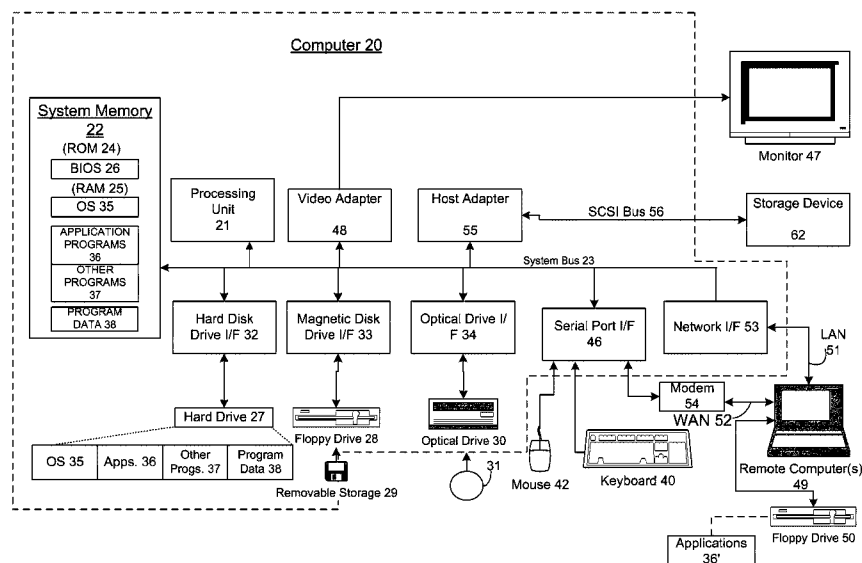 Computer 20
System Memory
22
(ROM 24)
BIOS 26
(RAM 25)
OS 35
APPLICATION
PROGRAMS
36
OTHER
PROGRAMS
37
PROGRAM
DATA 38
Processing
Unit
21
Video Adapter
48
Host Adapter
55
SCSI Bus 56
Monitor 47
Storage Device
62
System Bus 23
Hard Disk
Drive I/F 32
Magnetic Disk
Drive I/F 33
Optical Drive I/
F 34
Serial Port I/F
46
Network I/F 53
LAN
51
Modem
54
WAN 52
Hard Drive 27
Floppy Drive 28
Optical Drive 30
OS 35
Apps. 36
Other
Progs. 37
Program
Data 38
Removable Storage 29
31
Mouse 42
Keyboard 40
Remote Computer(s)
49
Floppy Drive 50
Applications
36'